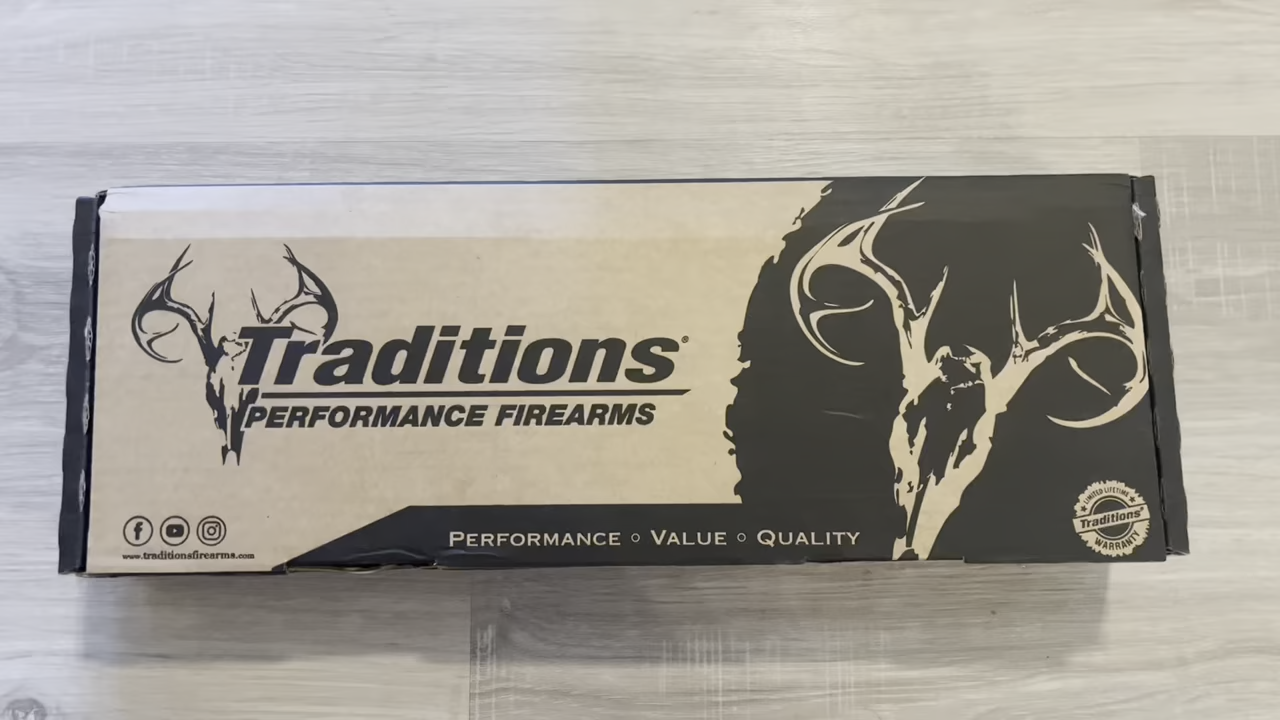 Traditions®
PERFORMANCE FIREARMS
www.traditionsfirearms.com
PERFORMANCE ◦ VALUE ◦ QUALITY
LIMITED LIFETIME
Traditions®
WARRANTY